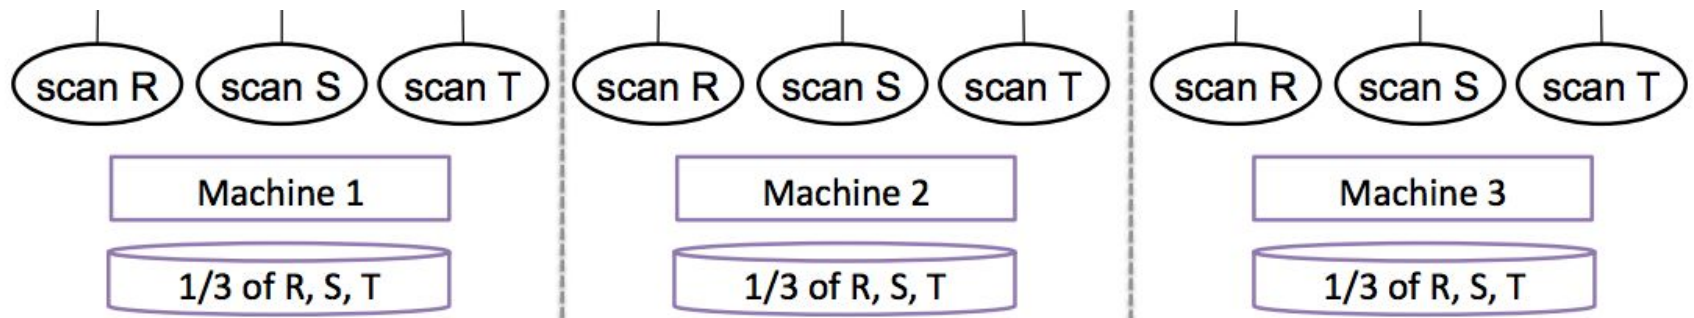 scan R scan S scan T scan R scan S scan T scan R scan S scan T
Machine 1 Machine 2 Machine 3
1/3 of R, S, T 1/3 of R, S, T 1/3 of R, S, T